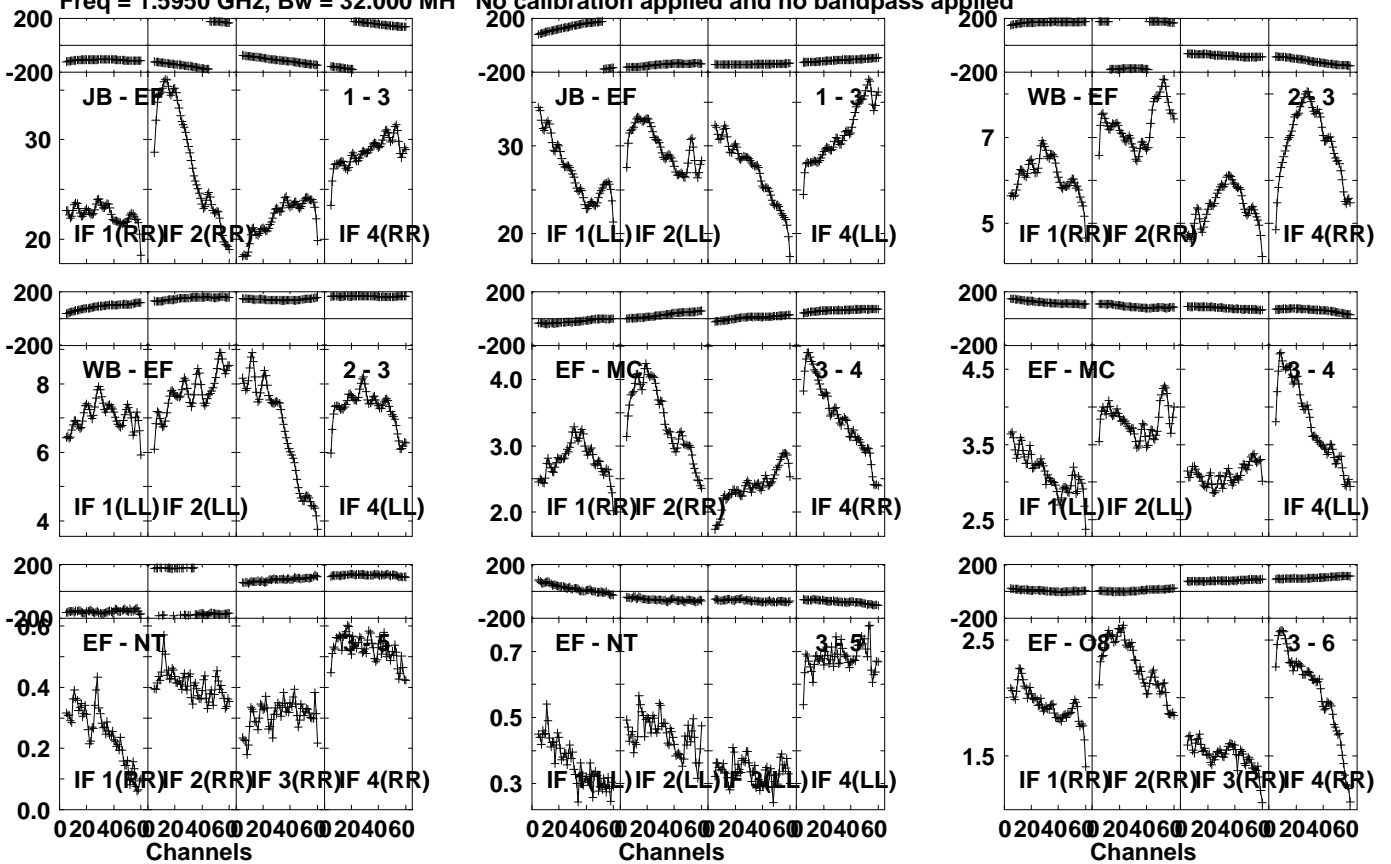 Freq = 1.5950 GHz, Bw = 32.000 MH No calibration applied and no bandpass applied
200
-200
JB - EF 1 - 3
30
20
IF 1(RR) IF 2(RR) IF 4(RR)
200
-200
JB - EF 1 - 3
30
20
IF 1(LL) IF 2(LL) IF 4(LL)
200
-200
WB - EF 2 - 3
7
5
IF 1(RR) IF 2(RR) IF 4(RR)
200
-200
WB - EF 2 - 3
8
6
4
IF 1(LL) IF 2(LL) IF 4(LL)
200
-200
EF - MC 3 - 4
4.0
3.0
2.0
IF 1(RR) IF 2(RR) IF 4(RR)
200
-200
EF - MC 3 - 4
4.5
3.5
2.5
IF 1(LL) IF 2(LL) IF 4(LL)
200
-200
0.6
EF - NT 3 - 5
0.4
0.2
0.0
IF 1(RR) IF 2(RR) IF 3(RR) IF 4(RR)
0 20 40 60 0 20 40 60 0 20 40 60 0 20 40 60
Channels
200
-200
EF - NT 3 - 5
0.7
0.5
0.3
IF 1(LL) IF 2(LL) IF 3(LL) IF 4(LL)
0 20 40 60 0 20 40 60 0 20 40 60 0 20 40 60
Channels
200
-200
EF - O8 3 - 6
2.5
1.5
IF 1(RR) IF 2(RR) IF 3(RR) IF 4(RR)
0 20 40 60 0 20 40 60 0 20 40 60 0 20 40 60
Channels